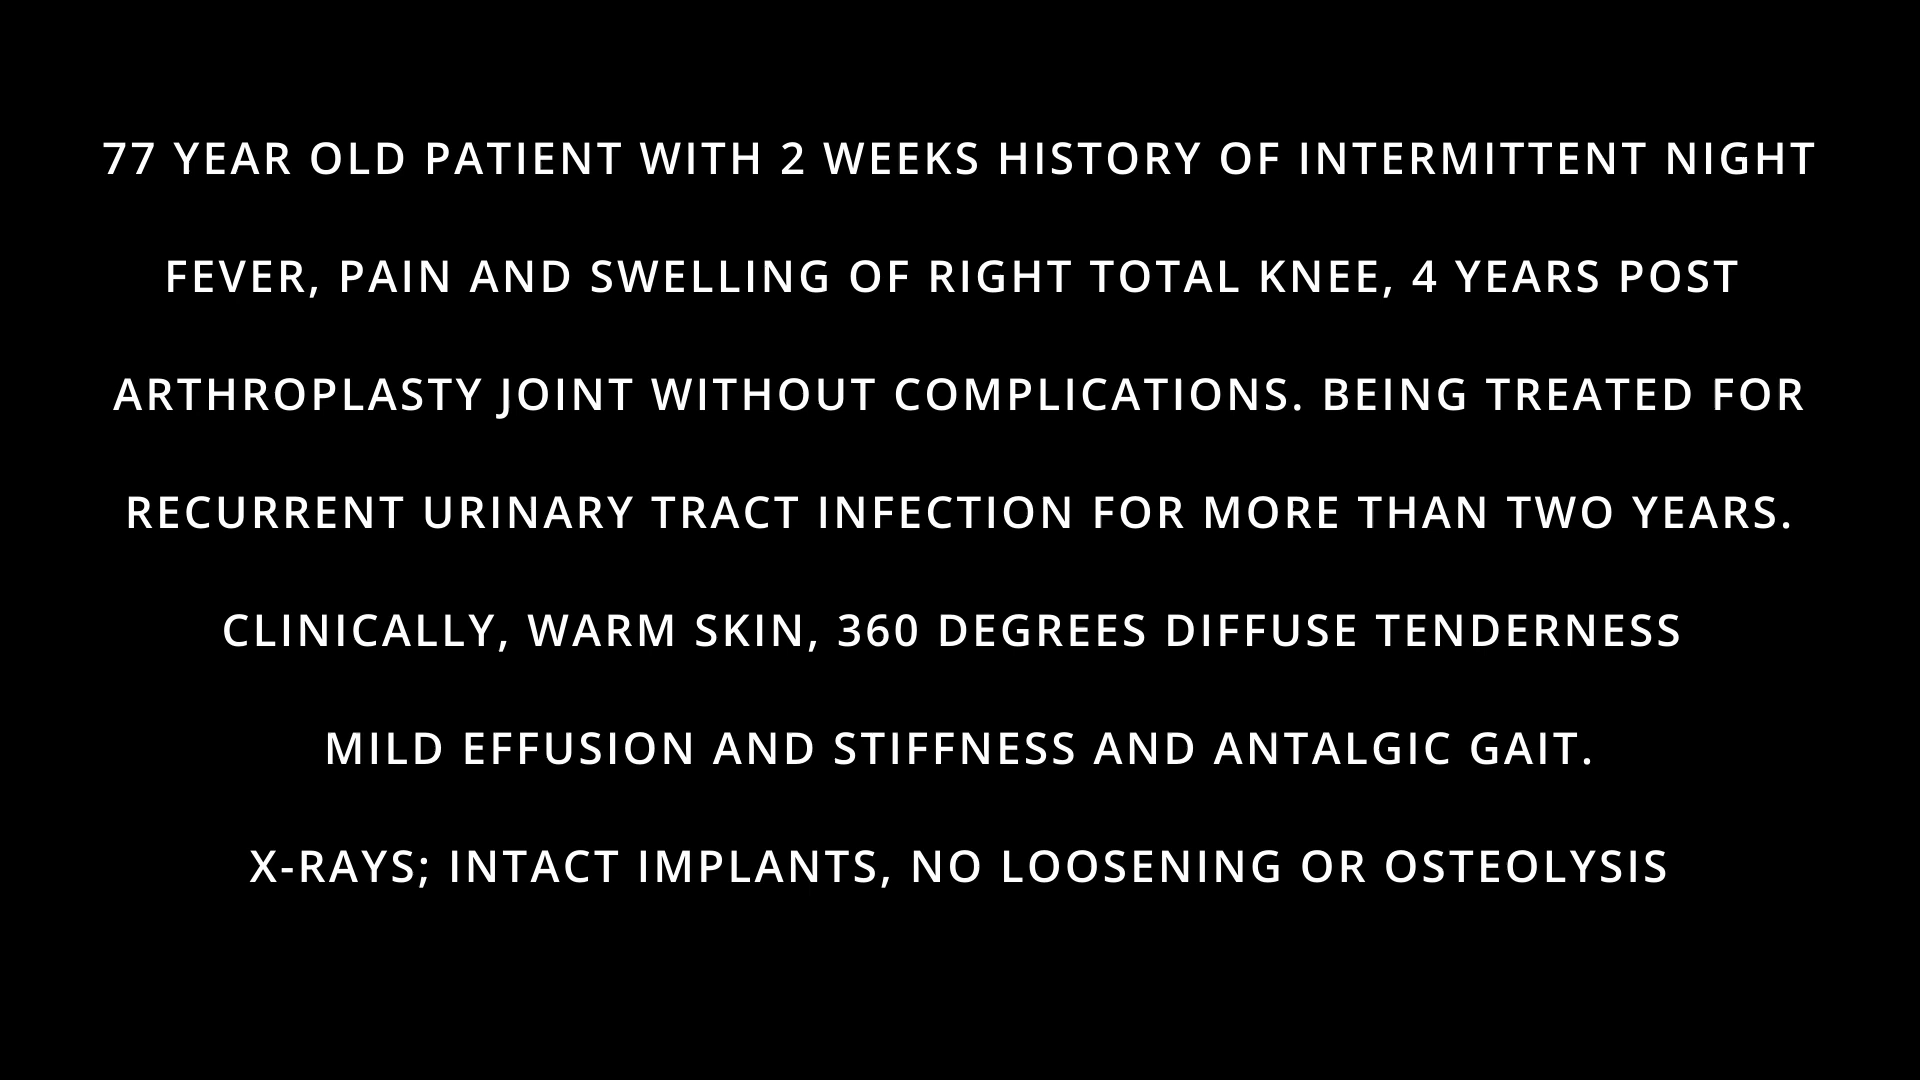 77 YEAR OLD PATIENT WITH 2 WEEKS HISTORY OF INTERMITTENT NIGHT
FEVER, PAIN AND SWELLING OF RIGHT TOTAL KNEE, 4 YEARS POST
ARTHROPLASTY JOINT WITHOUT COMPLICATIONS. BEING TREATED FOR
RECURRENT URINARY TRACT INFECTION FOR MORE THAN TWO YEARS.
CLINICALLY, WARM SKIN, 360 DEGREES DIFFUSE TENDERNESS
MILD EFFUSION AND STIFFNESS AND ANTALGIC GAIT.
X-RAYS; INTACT IMPLANTS, NO LOOSENING OR OSTEOLYSIS